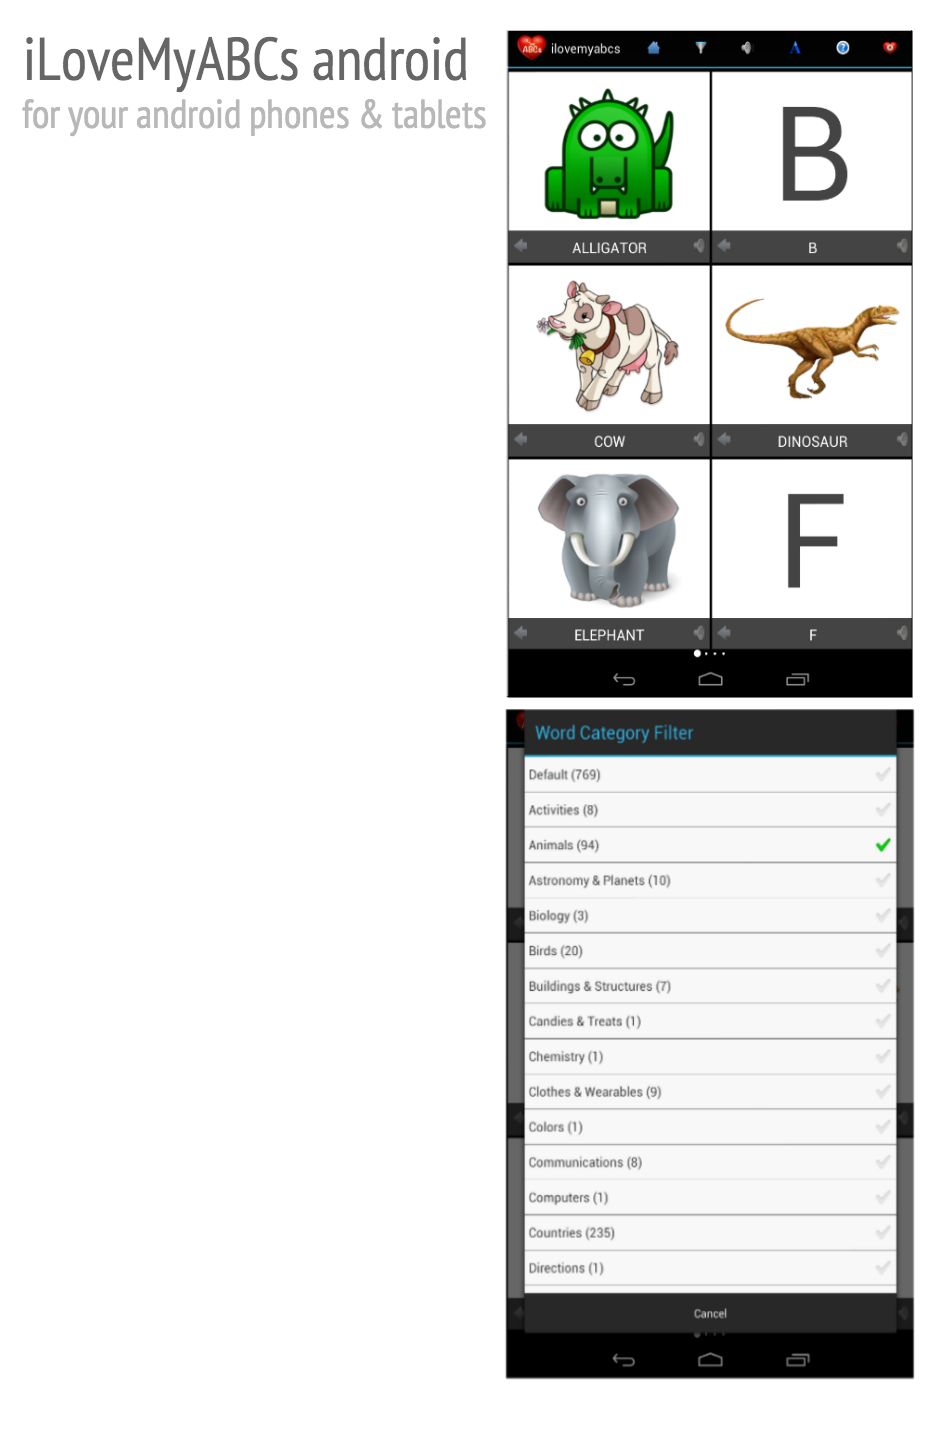 iLoveMyABCs android
for your android phones & tablets
ABCs ilovemyabcs A ?
B
ALLIGATOR B
COW DINOSAUR
F
ELEPHANT F
Word Category Filter
Default (769)
Activities (8)
Animals (94)
Astronomy & Planets (10)
Biology (3)
Birds (20)
Buildings & Structures (7)
Candies & Treats (1)
Chemistry (1)
Clothes & Wearables (9)
Colors (1)
Communications (8)
Computers (1)
Countries (235)
Directions (1)
Cancel